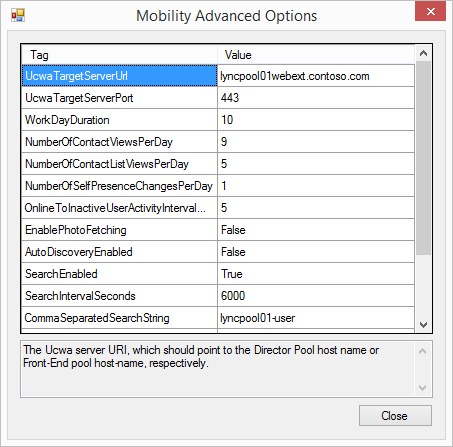 Mobility Advanced Options
Tag Value
UcwaTargetServerUrl lyncpool01webext.contoso.com
UcwaTargetServerPort 443
WorkDayDuration 10
NumberOfContactViewsPerDay 9
NumberOfContactListViewsPerDay 5
NumberOfSelfPresenceChangesPerDay 1
OnlineToInactiveUserActivityInterval... 5
EnablePhotoFetching False
AutoDiscoveryEnabled False
SearchEnabled True
SearchIntervalSeconds 6000
CommaSeparatedSearchString lyncpool01-user
The Ucwa server URI, which should point to the Director Pool host name or
Front-End pool host-name, respectively.
Close